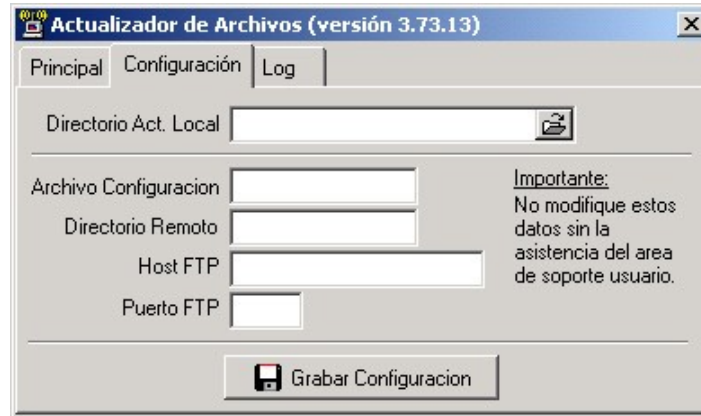 Actualizador de Archivos (versión 3.73.13)
Principal Configuración Log
Directorio Act. Local
Archivo Configuracion
Directorio Remoto
Host FTP
Puerto FTP
Importante:
No modifique estos
datos sin la
asistencia del area
de soporte usuario.
Grabar Configuracion